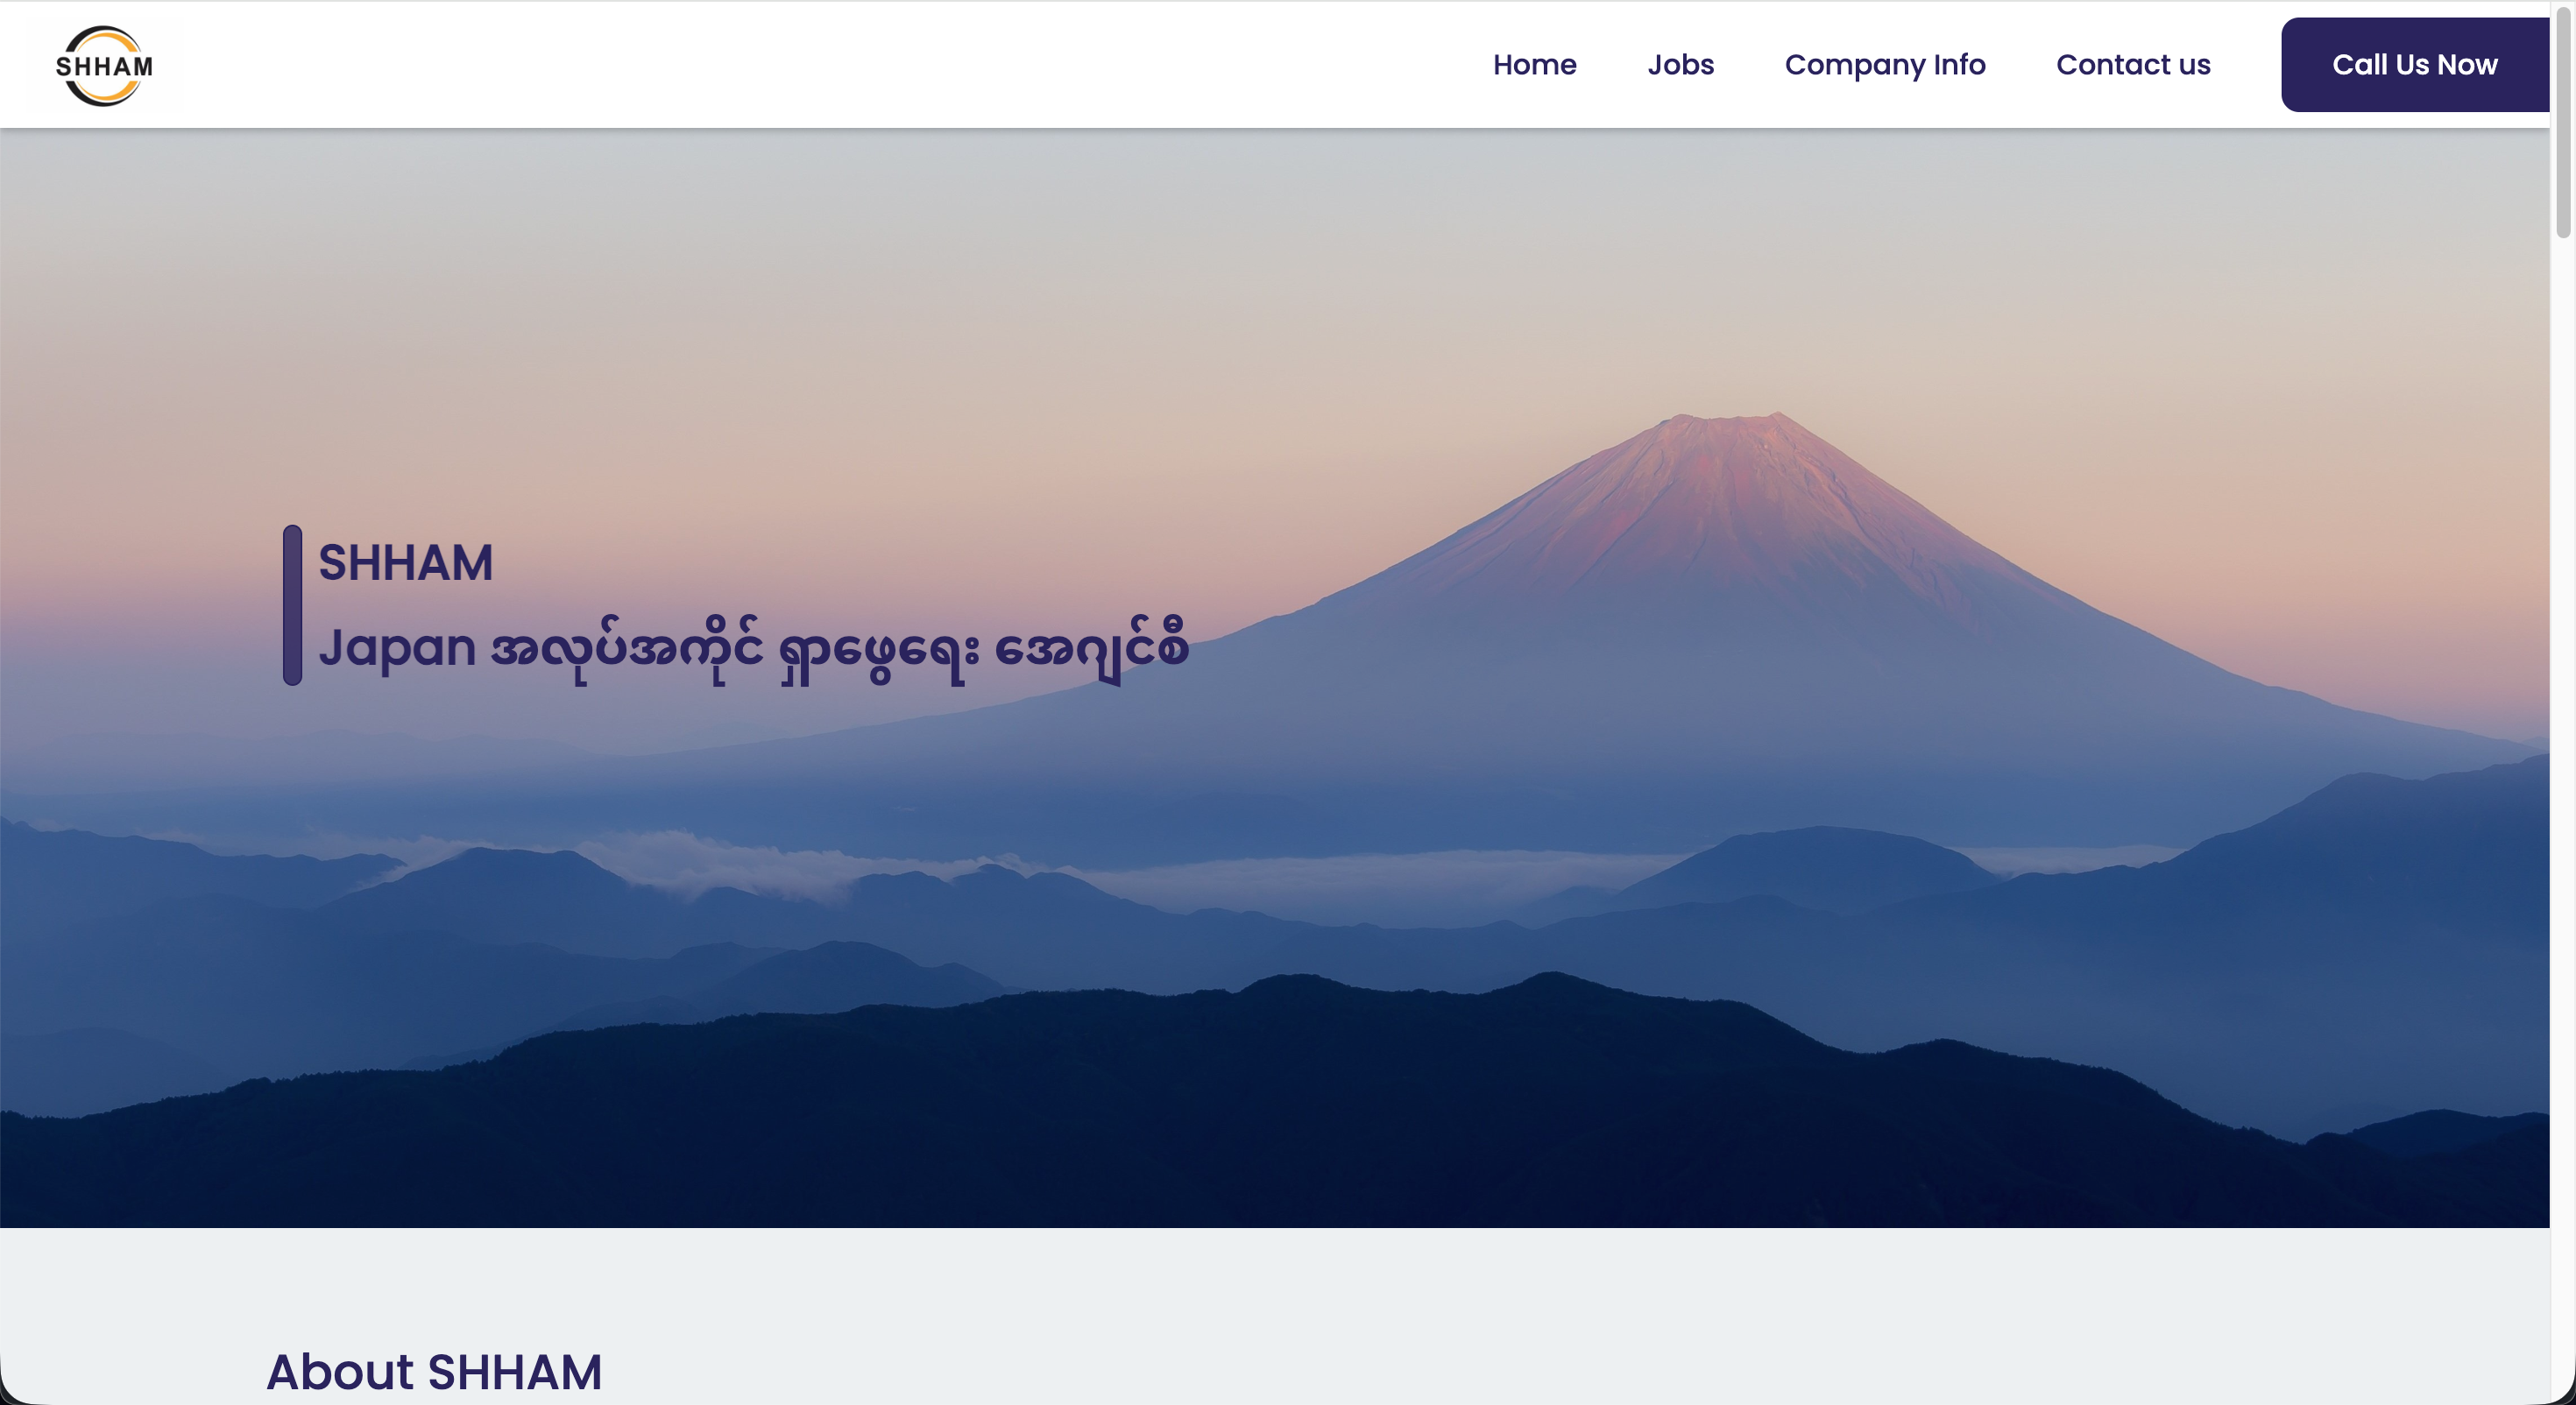 SHHAM
Home
Jobs
Company Info
Contact us
Call Us Now
SHHAM
Japan အလုပ်အကိုင် ရှာဖွေရေး အေဂျင်စီ
About SHHAM